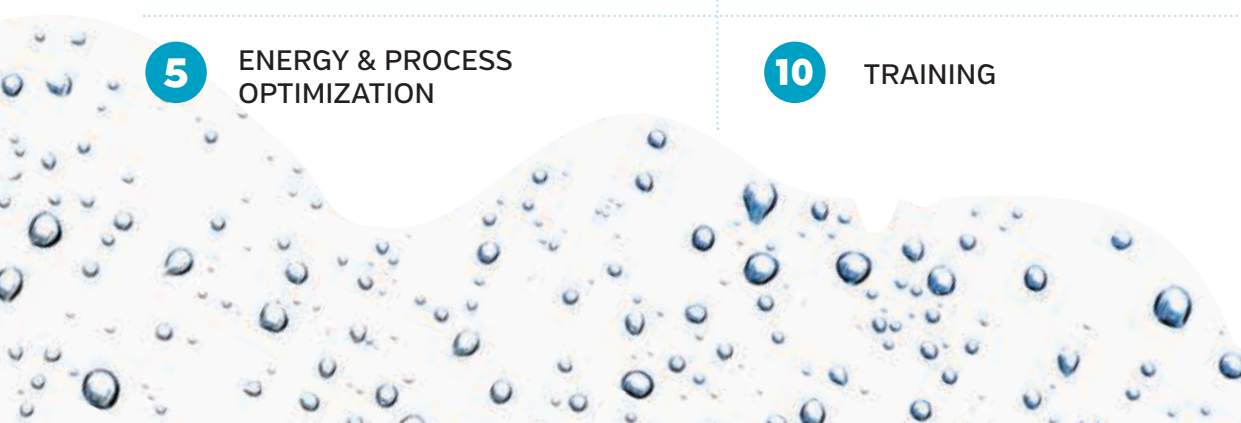 5
ENERGY & PROCESS
OPTIMIZATION
10
TRAINING